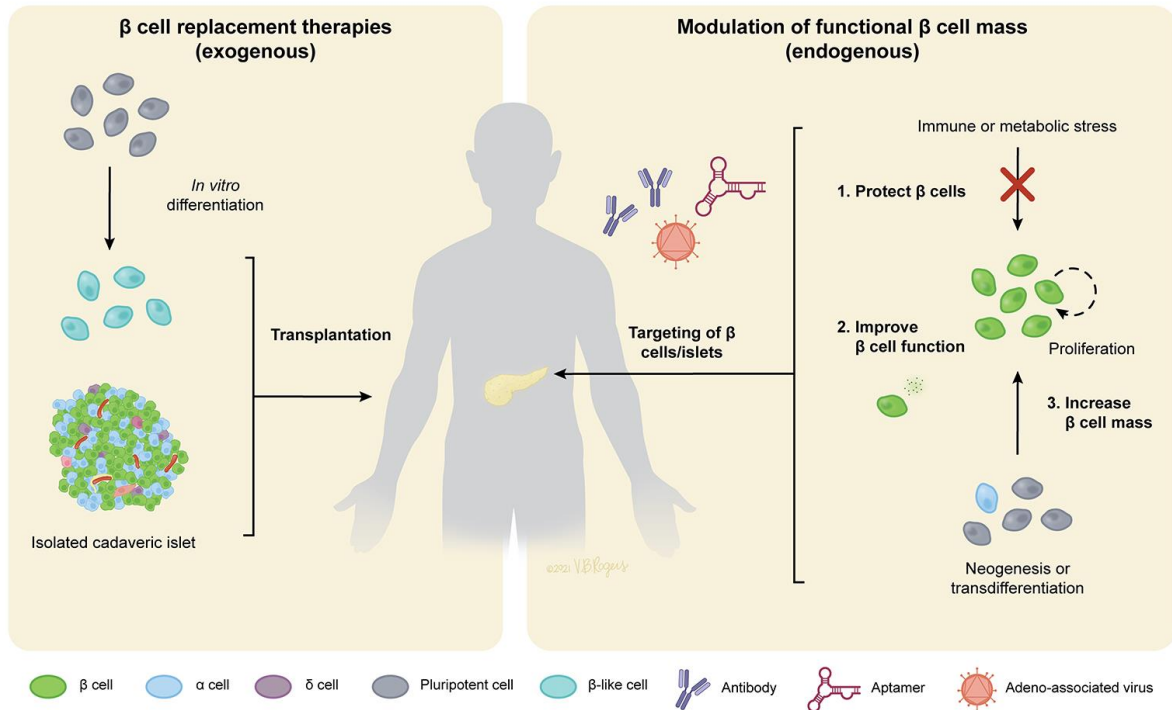 β cell replacement therapies
(exogenous)
In vitro
differentiation
Transplantation
Isolated cadaveric islet
Modulation of functional β cell mass
(endogenous)
Immune or metabolic stress
1. Protect β cells
Targeting of β
cells/islets
2. Improve
β cell function
Proliferation
3. Increase
β cell mass
Neogenesis or
transdifferentiation
©2021 V.B.Rogers
β cell
α cell
δ cell
Pluripotent cell
β-like cell
Antibody
Aptamer
Adeno-associated virus